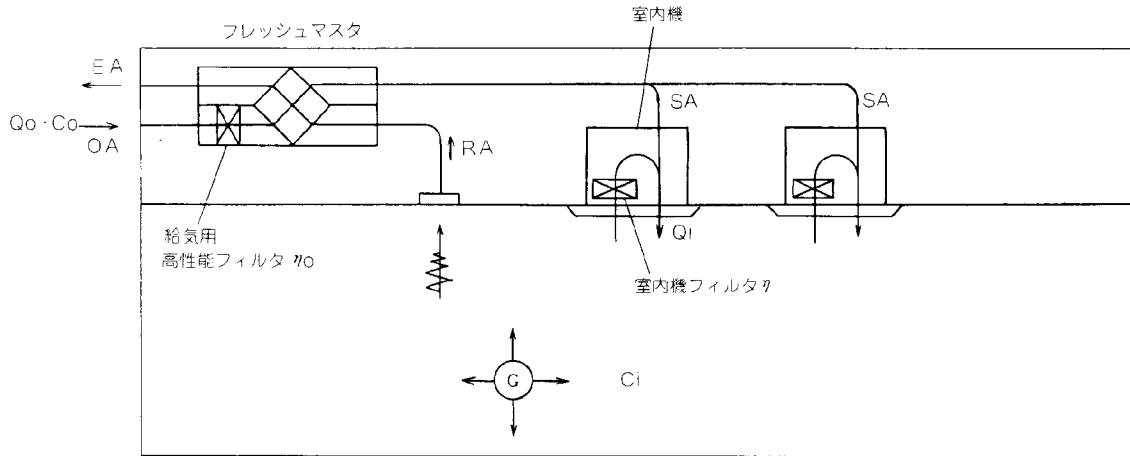 室内機
フレッシュマスタ
EA
SA
SA
Qo・Co
OA
RA
Qi
給気用
高性能フィルタ ηo
室内機フィルタη
G
Ci